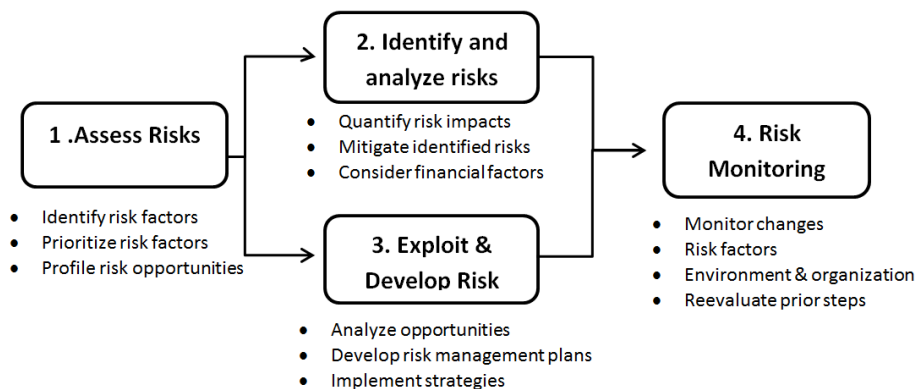 1 .Assess Risks
• Identify risk factors
• Prioritize risk factors
• Profile risk opportunities
2. Identify and
analyze risks
• Quantify risk impacts
• Mitigate identified risks
• Consider financial factors
3. Exploit &
Develop Risk
• Analyze opportunities
• Develop risk management plans
• Implement strategies
4. Risk
Monitoring
• Monitor changes
• Risk factors
• Environment & organization
• Reevaluate prior steps